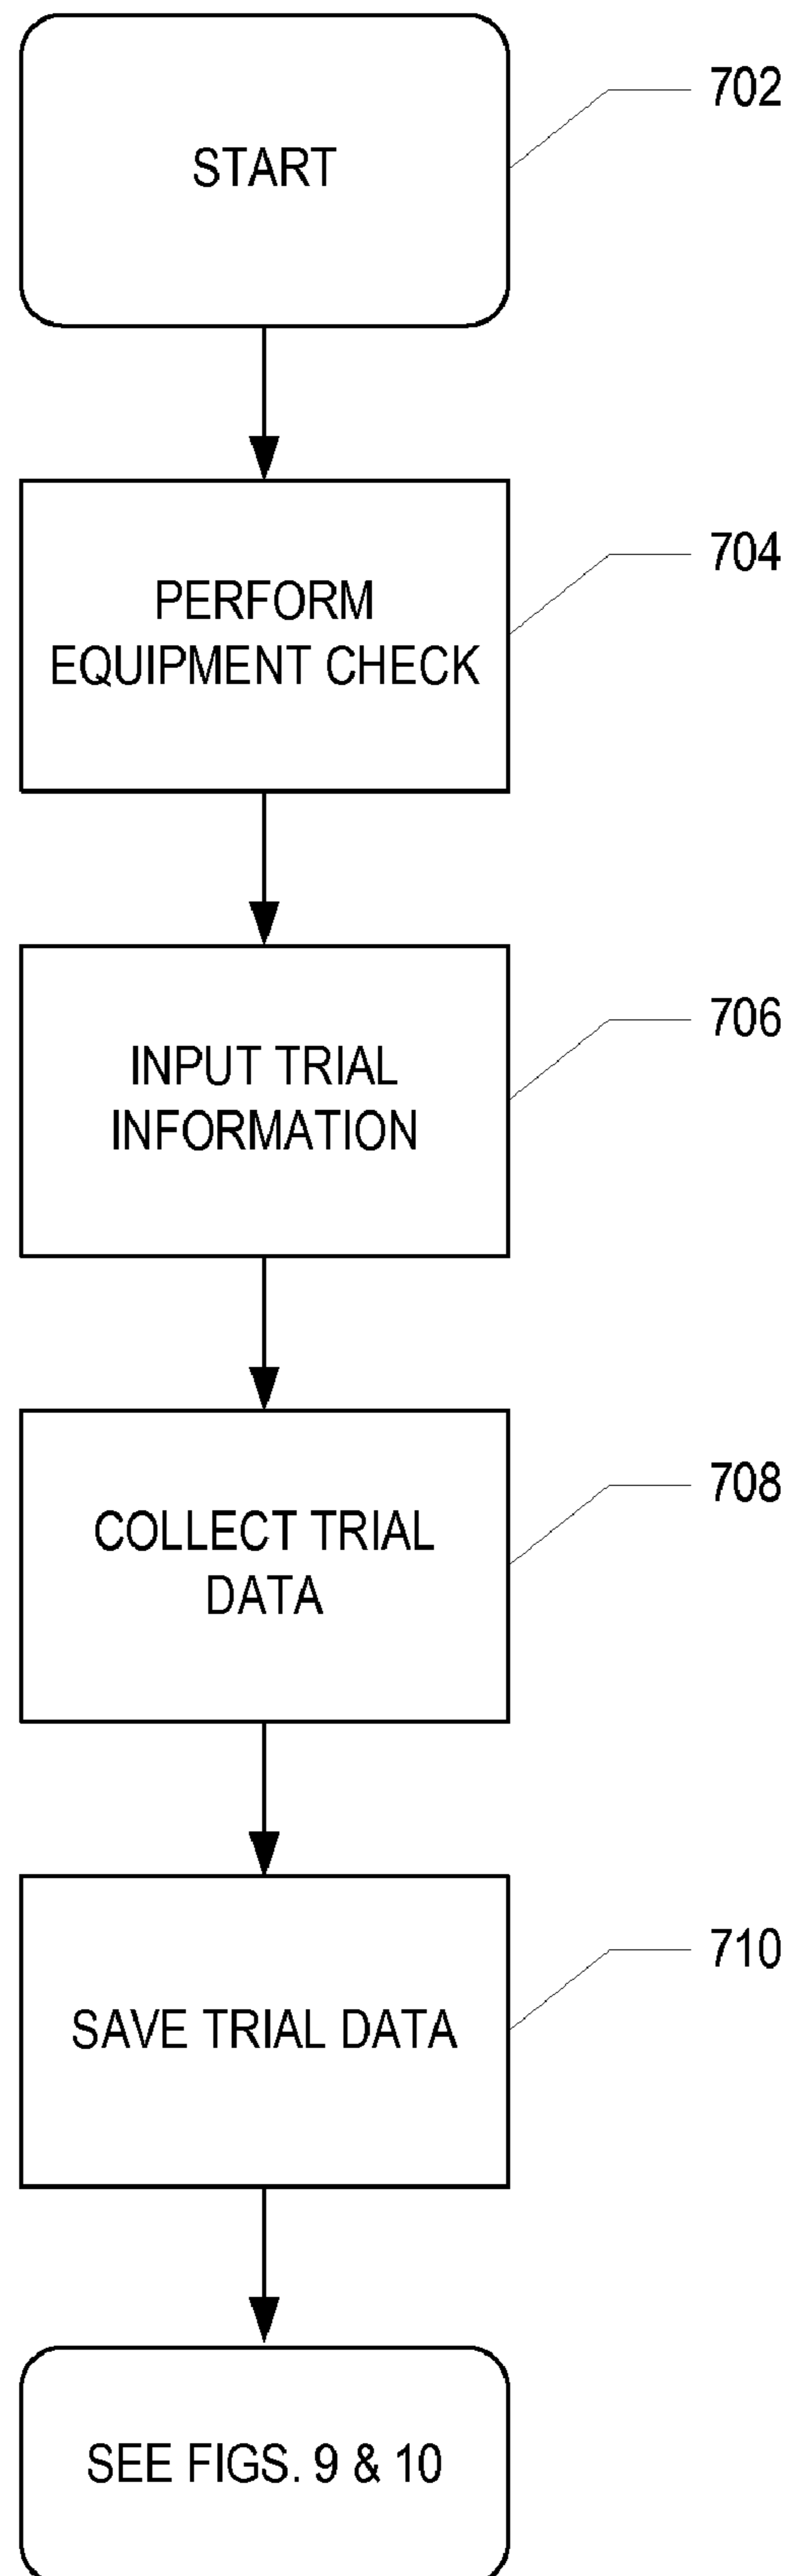 START
702
PERFORM
EQUIPMENT CHECK
704
INPUT TRIAL
INFORMATION
706
COLLECT TRIAL
DATA
708
SAVE TRIAL DATA
710
SEE FIGS. 9 & 10